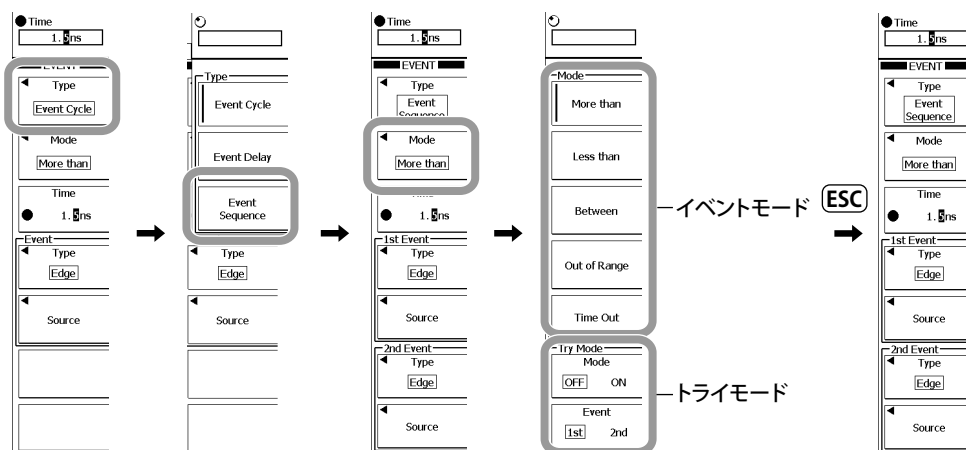 Time
1.5ns
EVENT
Type
Event Cycle
Mode
More than
Time
1.5ns
Event
Type
Edge
Source
Type
Event Cycle
Event Delay
Event
Sequence
Type
Edge
Source
Time
1.5ns
EVENT
Type
Event
Sequence
Mode
More than
Time
1.5ns
1st Event
Type
Edge
Source
2nd Event
Type
Edge
Source
Mode
More than
Less than
Between
Out of Range
Time Out
Try Mode
Mode
OFF ON
Event
1st 2nd
イベントモード
トライモード
ESC
Time
1.5ns
EVENT
Type
Event
Sequence
Mode
More than
Time
1.5ns
1st Event
Type
Edge
Source
2nd Event
Type
Edge
Source